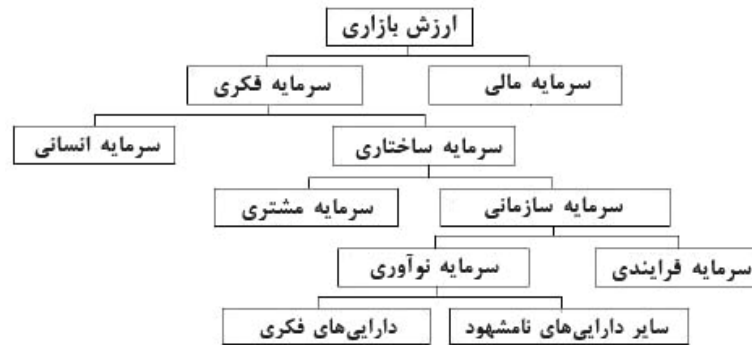 ارزش بازاری
سرمایه مالی
سرمایه فکری
سرمایه ساختاری
سرمایه انسانی
سرمایه سازمانی
سرمایه مشتری
سرمایه فرایندی
سرمایه نوآوری
سایر دارایی‌های نامشهود
دارایی‌های فکری